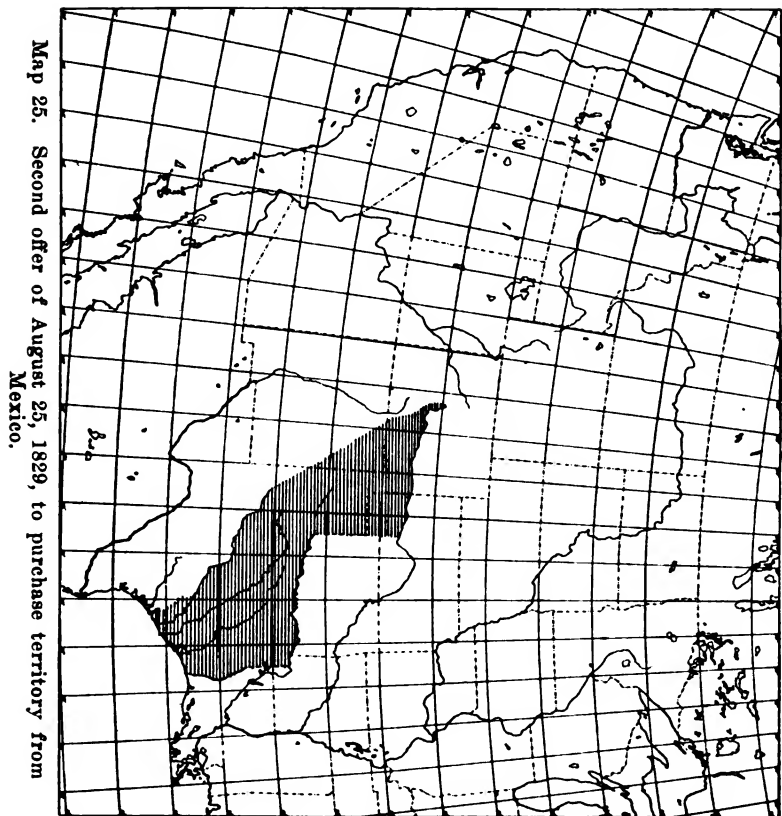 Map 25. Second offer of August 25, 1829, to purchase territory from
Mexico.